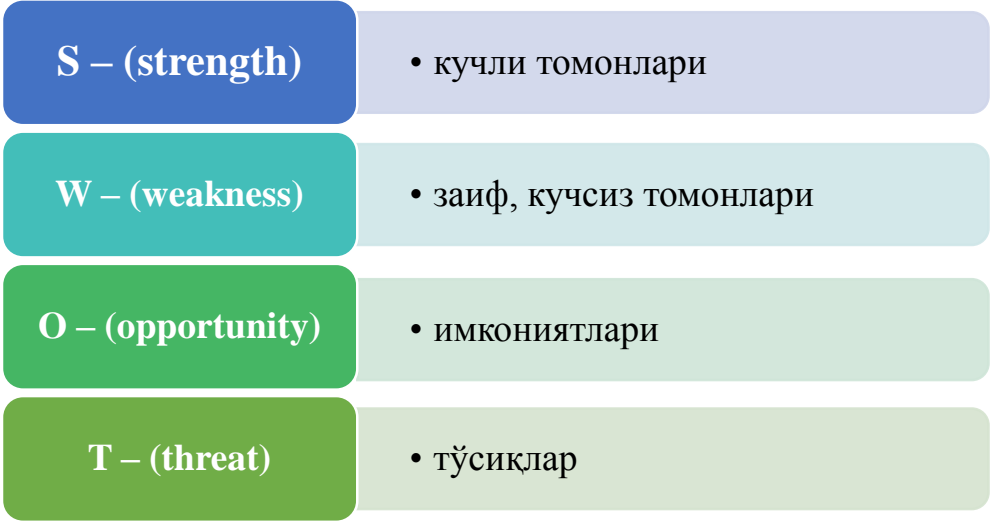 S – (strength)
• кучли томонлари
W – (weakness)
• заиф, кучсиз томонлари
O – (opportunity)
• имкониятлари
T – (threat)
• тўсиқлар